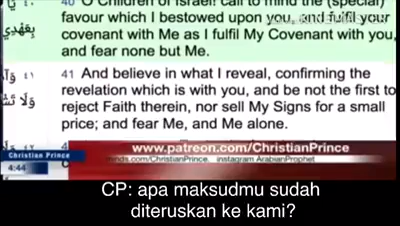 40 O Children of Israel! call to mind the (special)
favour which I bestowed upon you, and fulfil your
covenant with Me as I fulfil My Covenant with you,
and fear none but Me.
41 And believe in what I reveal, confirming the
revelation which is with you, and be not the first to
reject Faith therein, nor sell My Signs for a small
price; and fear Me, and Me alone.
www.patreon.com/ChristianPrince
Christian Prince
4:44
.com/ChristianPrince, instagram ArabianProphet
CP: apa maksudmu sudah
diteruskan ke kami?